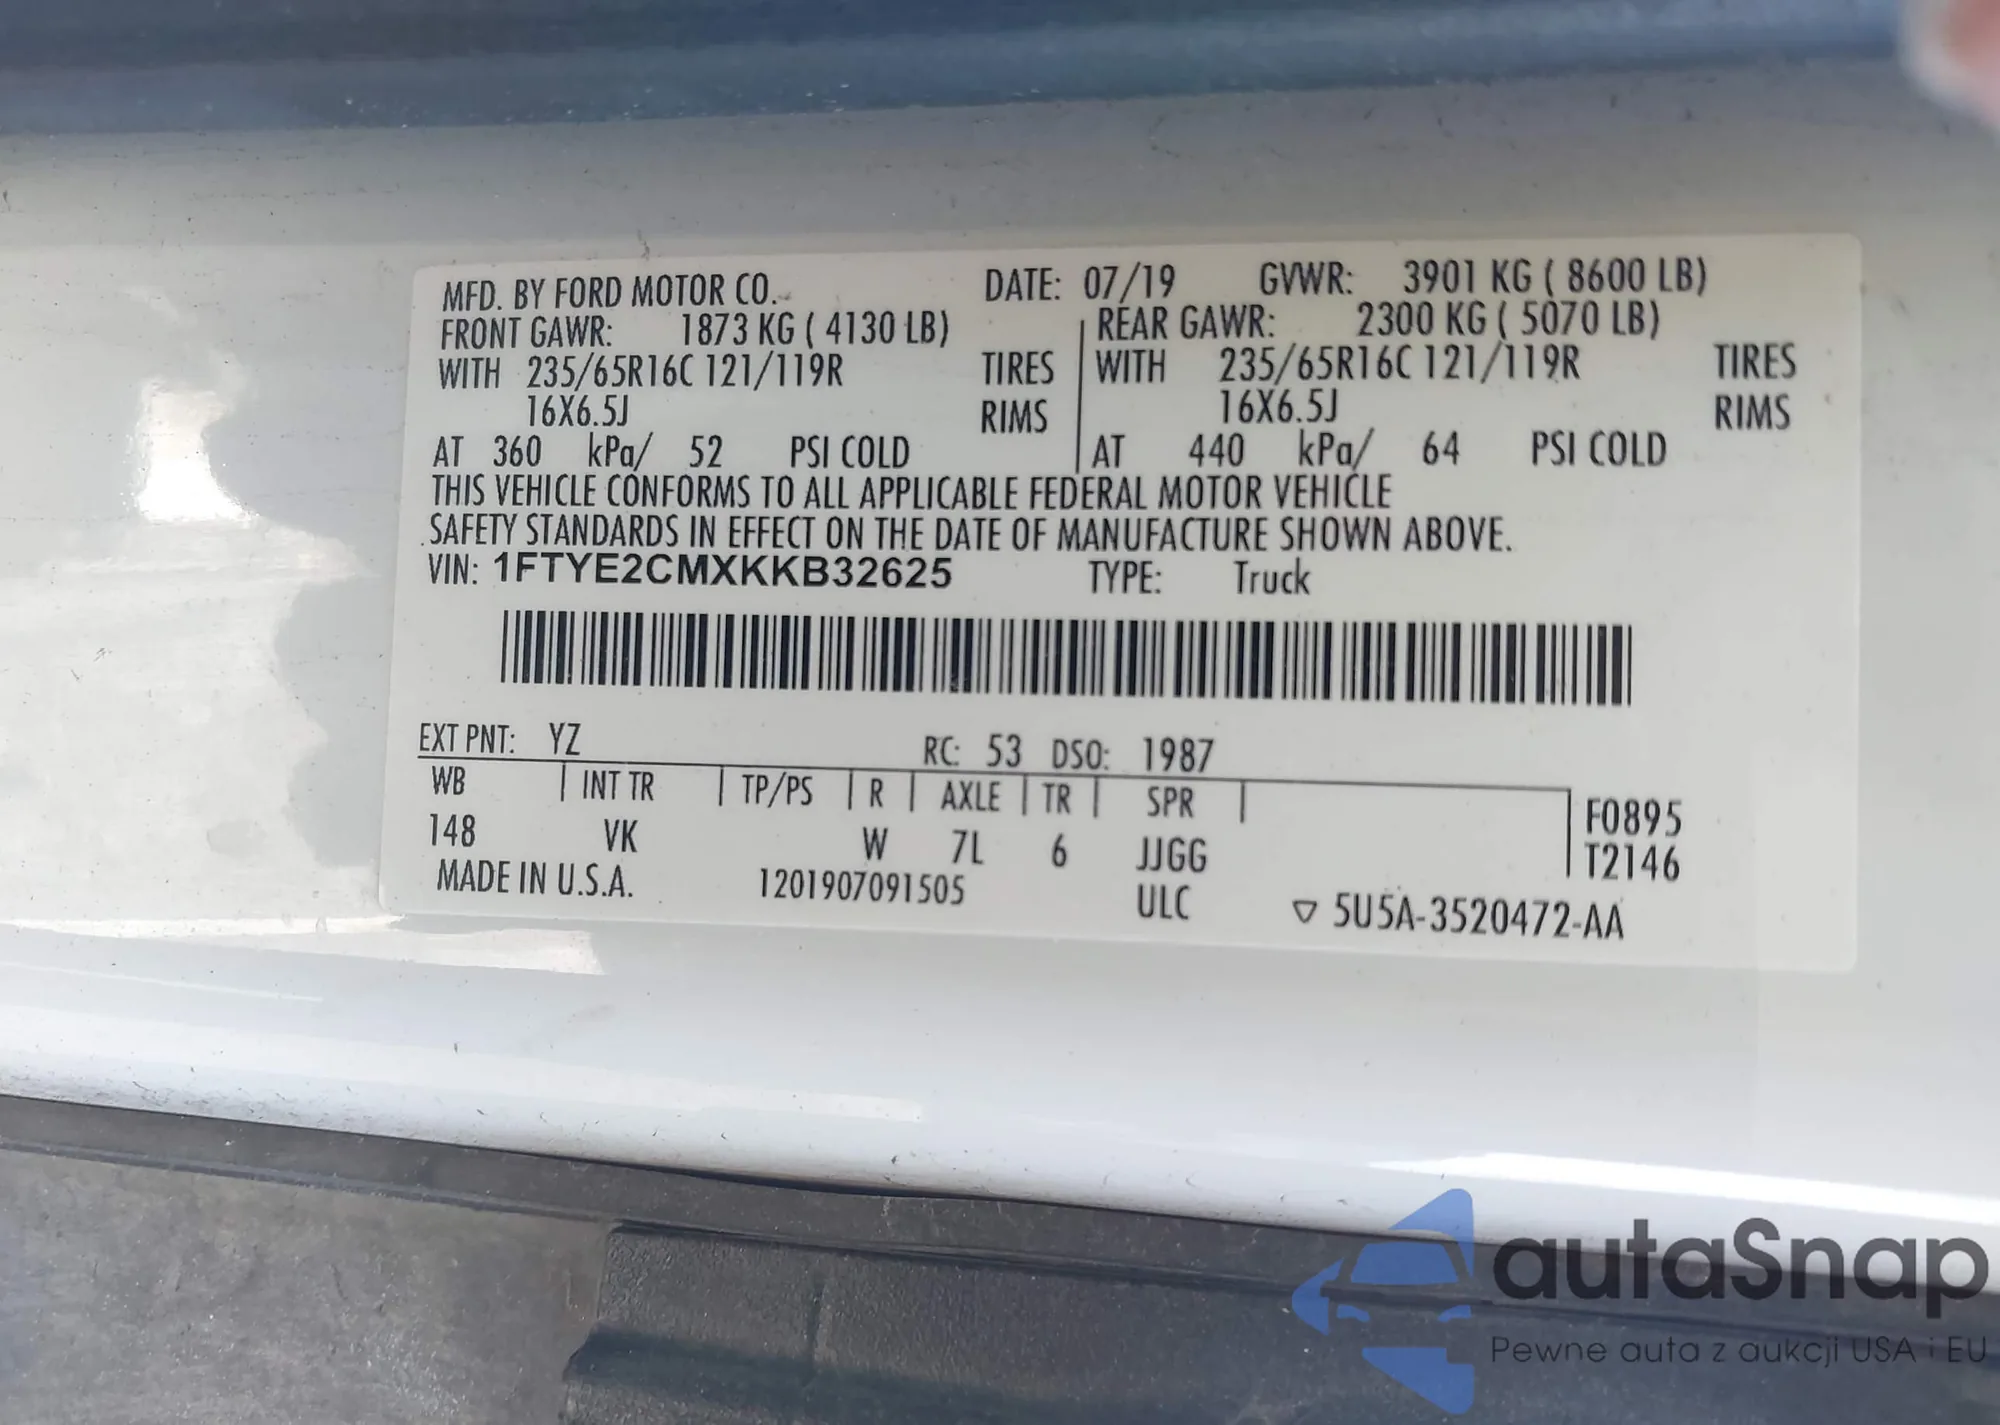 MFD. BY FORD MOTOR CO. DATE: 07/19 GVWR: 3901 KG ( 8600 LB)
FRONT GAWR: 1873 KG ( 4130 LB) REAR GAWR: 2300 KG ( 5070 LB)
WITH 235/65R16C 121/119R TIRES WITH 235/65R16C 121/119R TIRES
16X6.5J RIMS 16X6.5J RIMS
AT 360 kPa/ 52 PSI COLD AT 440 kPa/ 64 PSI COLD
THIS VEHICLE CONFORMS TO ALL APPLICABLE FEDERAL MOTOR VEHICLE
SAFETY STANDARDS IN EFFECT ON THE DATE OF MANUFACTURE SHOWN ABOVE.
VIN: 1FTYE2CMXKKB32625 TYPE: Truck
EXT PNT: YZ RC: 53 DSO: 1987
WB INT TR TP/PS R AXLE TR SPR F0895
148 VK W 7L 6 JJGG T2146
MADE IN U.S.A. 1201907091505 ULC ▽ 5U5A-3520472-AA
autaSnap
Pewne auta z aukcji USA i EU